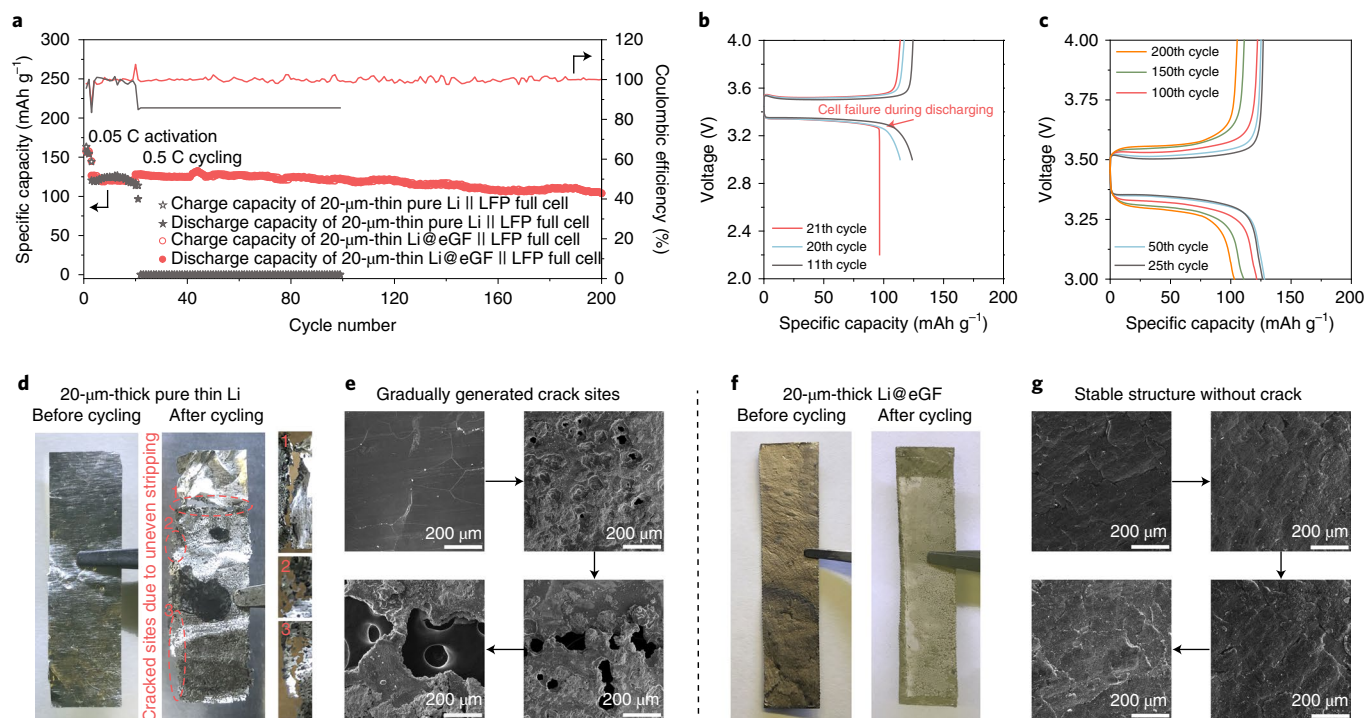 a
300
250
200
150
100
50
0
Specific capacity (mAh g⁻¹)
0.05 C activation
0.5 C cycling
Charge capacity of 20-μm-thin pure Li || LFP full cell
Discharge capacity of 20-μm-thin pure Li || LFP full cell
Charge capacity of 20-μm-thin Li@eGF || LFP full cell
Discharge capacity of 20-μm-thin Li@eGF || LFP full cell
120
100
80
60
40
20
0
Coulombic efficiency (%)
0 40 80 120 160 200
Cycle number
b
4.0
3.6
3.2
2.8
2.4
2.0
Voltage (V)
Cell failure during discharging
21th cycle
20th cycle
11th cycle
0 50 100 150 200
Specific capacity (mAh g⁻¹)
c
4.00
3.75
3.50
3.25
3.00
Voltage (V)
200th cycle
150th cycle
100th cycle
50th cycle
25th cycle
0 50 100 150 200
Specific capacity (mAh g⁻¹)
d
20-μm-thick pure thin Li
Before cycling After cycling
Cracked sites due to uneven stripping
1
2
3
1
2
3
e
Gradually generated crack sites
200 μm
200 μm
200 μm
200 μm
f
20-μm-thick Li@eGF
Before cycling After cycling
g
Stable structure without crack
200 μm
200 μm
200 μm
200 μm